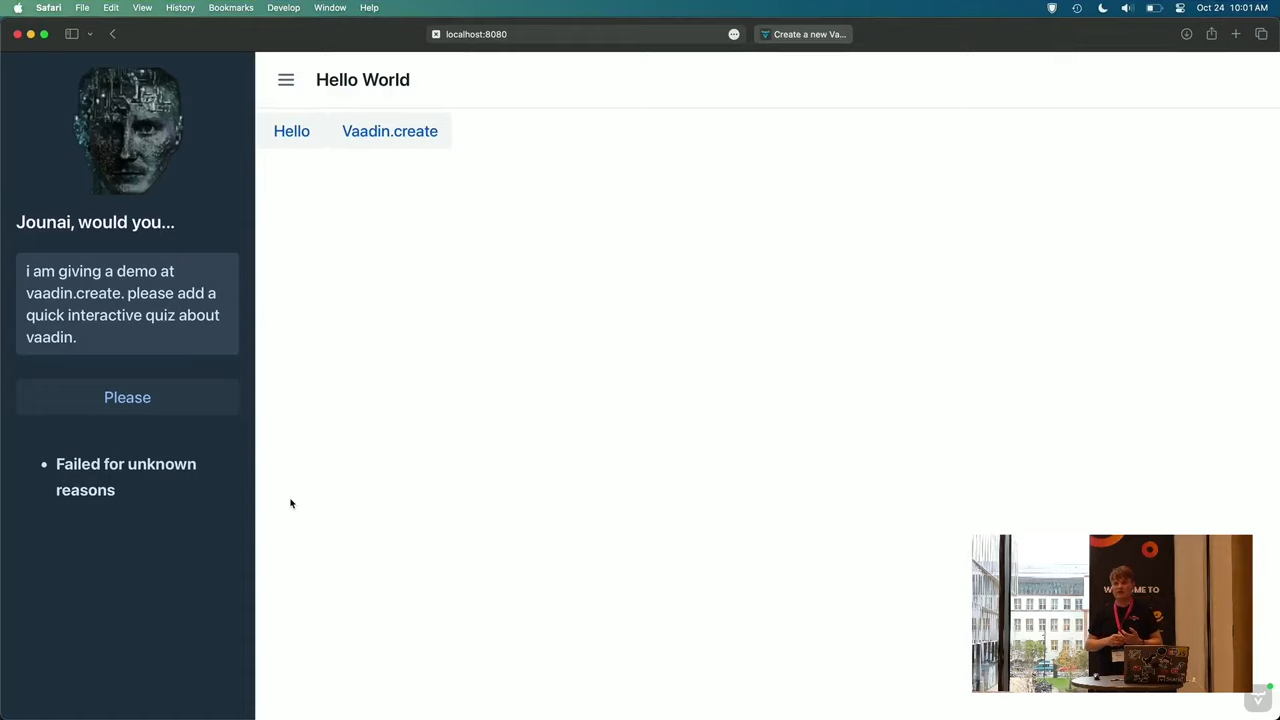 Safari File Edit View History Bookmarks Develop Window Help Oct 24 10:01 AM
localhost:8080
Create a new Va...
Hello World
Hello Vaadin.create
Jounai, would you...
i am giving a demo at
vaadin.create. please add a
quick interactive quiz about
vaadin.
Please
• Failed for unknown
reasons